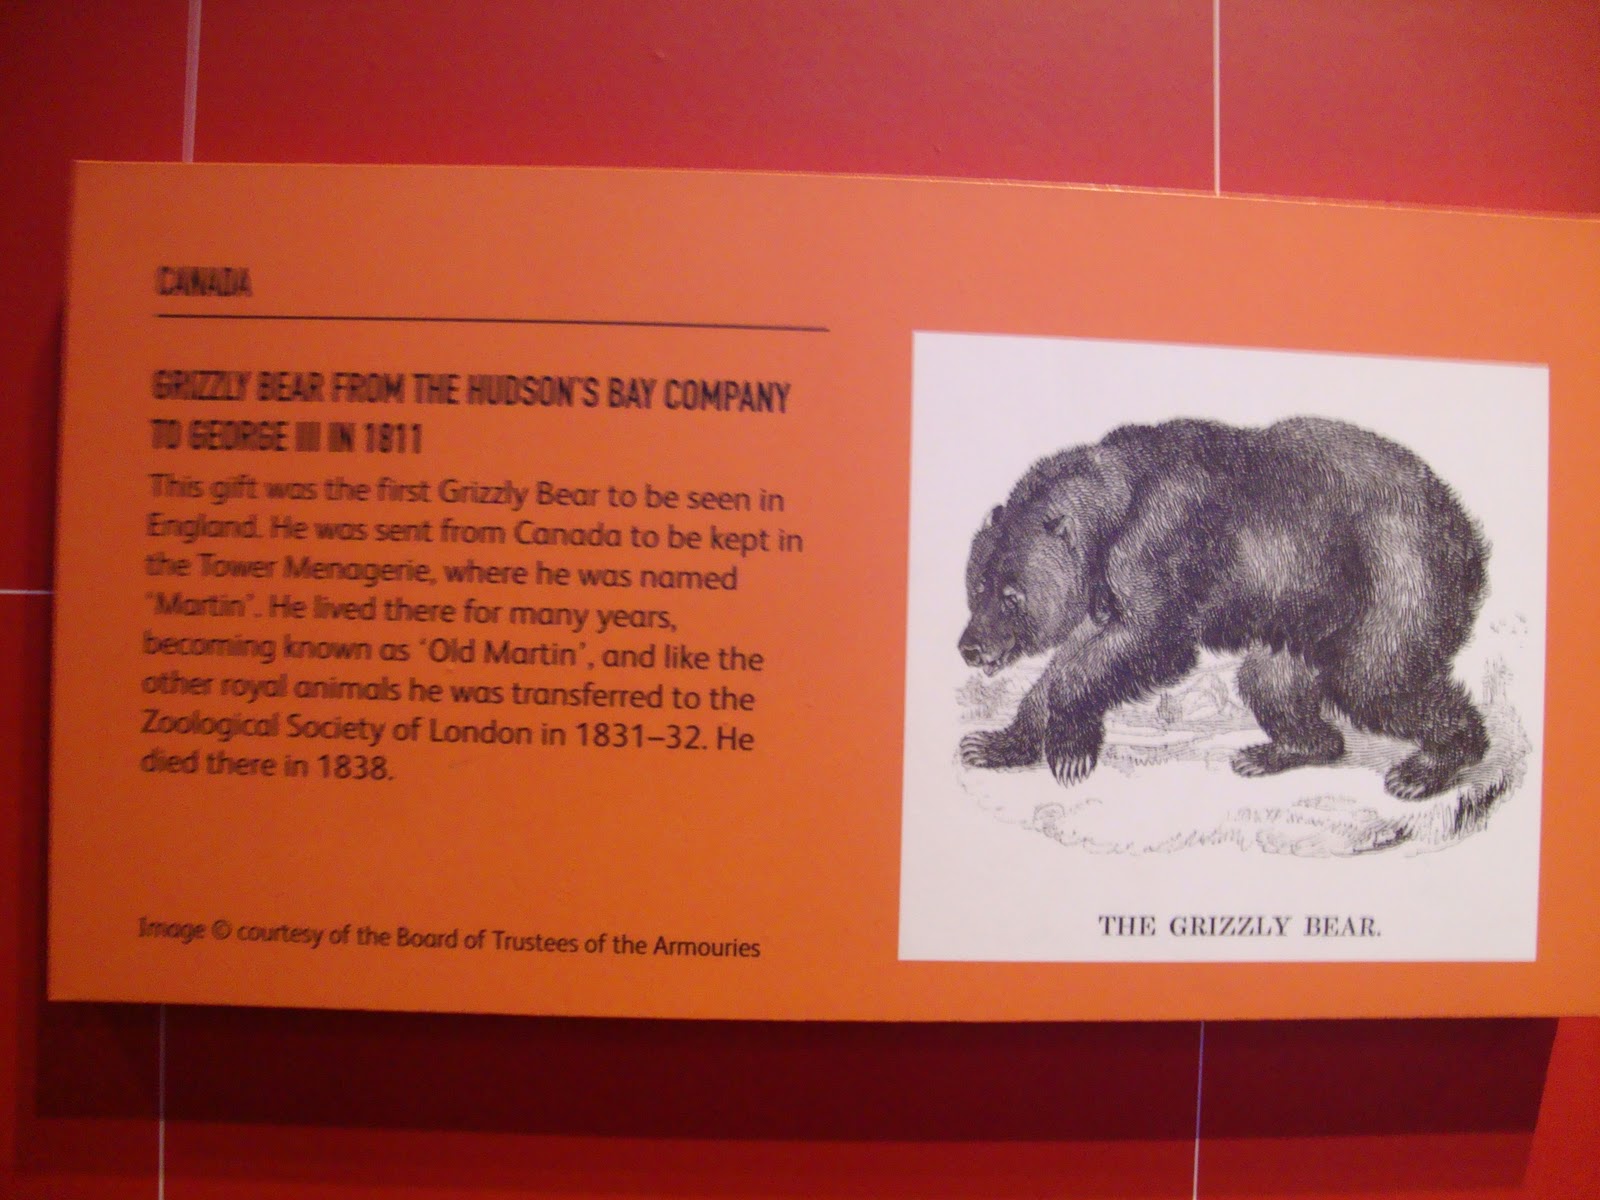 CANADA
GRIZZLY BEAR FROM THE HUDSON'S BAY COMPANY
TO GEORGE III IN 1811
This gift was the first Grizzly Bear to be seen in
England. He was sent from Canada to be kept in
the Tower Menagerie, where he was named
‘Martin’. He lived there for many years,
becoming known as ‘Old Martin’, and like the
other royal animals he was transferred to the
Zoological Society of London in 1831–32. He
died there in 1838.
Image © courtesy of the Board of Trustees of the Armouries
THE GRIZZLY BEAR.